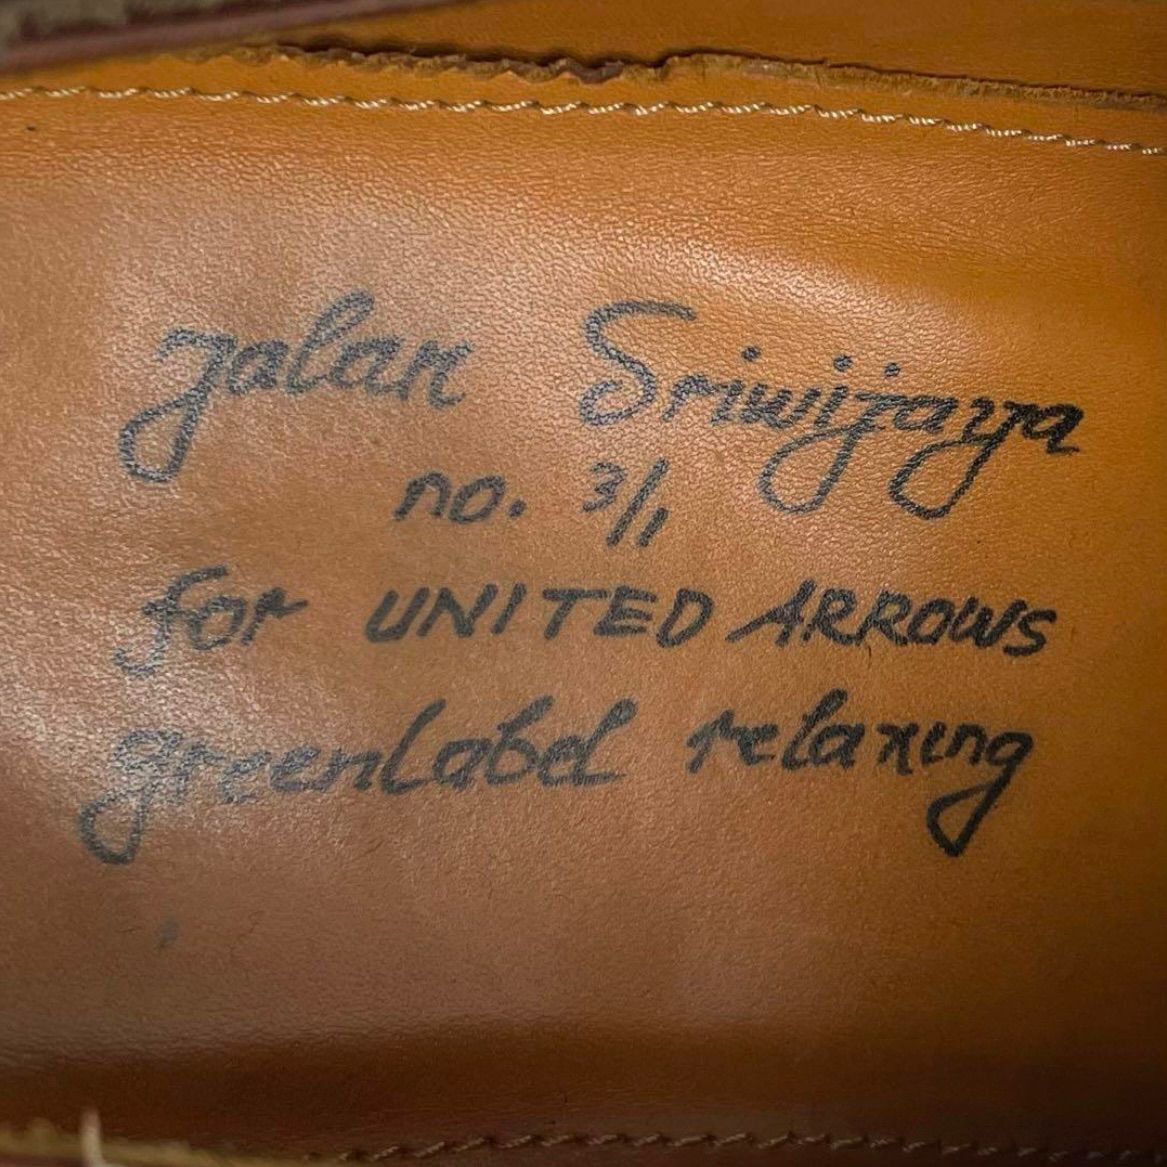 Jalan Sriwijaya
no. 3/1
for UNITED ARROWS
greenlabel relaxing